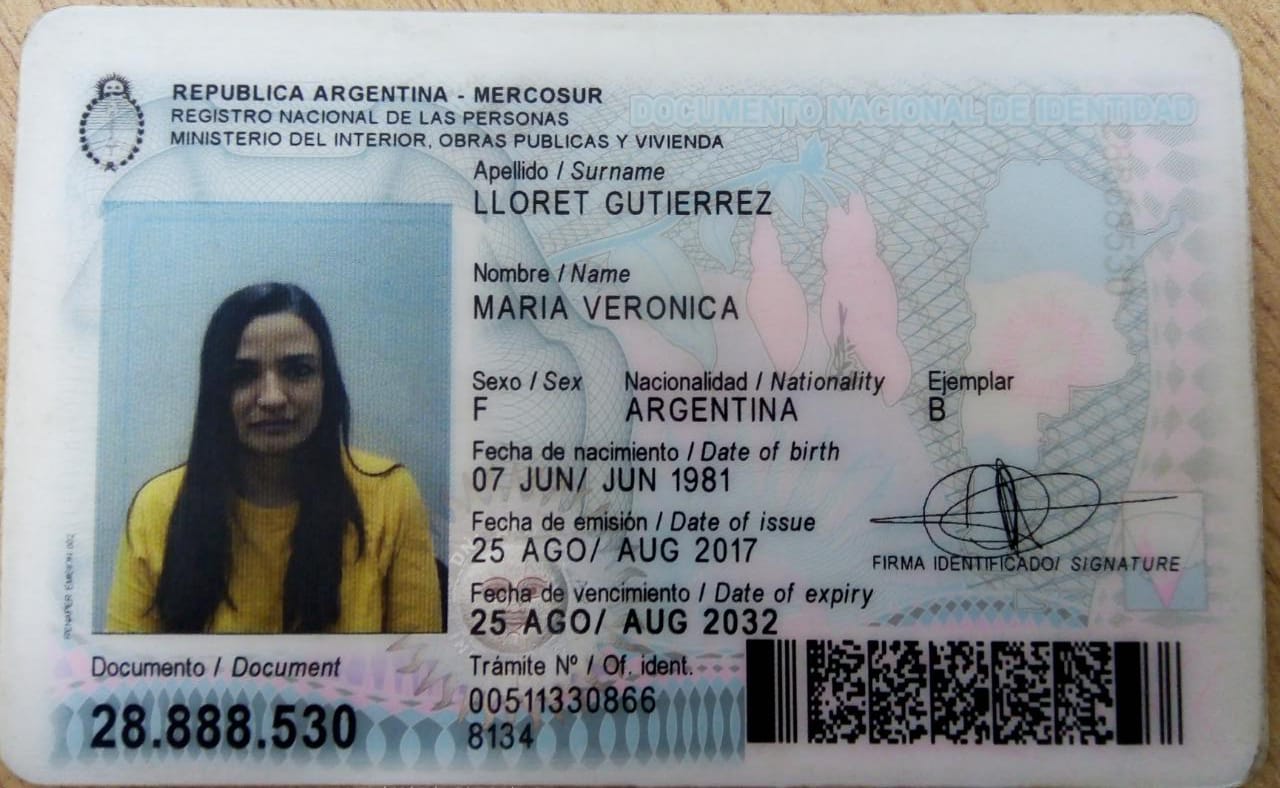 REPUBLICA ARGENTINA - MERCOSUR
REGISTRO NACIONAL DE LAS PERSONAS
MINISTERIO DEL INTERIOR, OBRAS PUBLICAS Y VIVIENDA
DOCUMENTO NACIONAL DE IDENTIDAD
Apellido / Surname
LLORET GUTIERREZ
Nombre / Name
MARIA VERONICA
Sexo / Sex Nacionalidad / Nationality Ejemplar
F ARGENTINA B
Fecha de nacimiento / Date of birth
07 JUN/ JUN 1981
Fecha de emisión / Date of issue
25 AGO/ AUG 2017
FIRMA IDENTIFICADO/ SIGNATURE
Fecha de vencimiento / Date of expiry
25 AGO/ AUG 2032
Documento / Document
28.888.530
Trámite Nº / Of. ident.
00511330866
8134